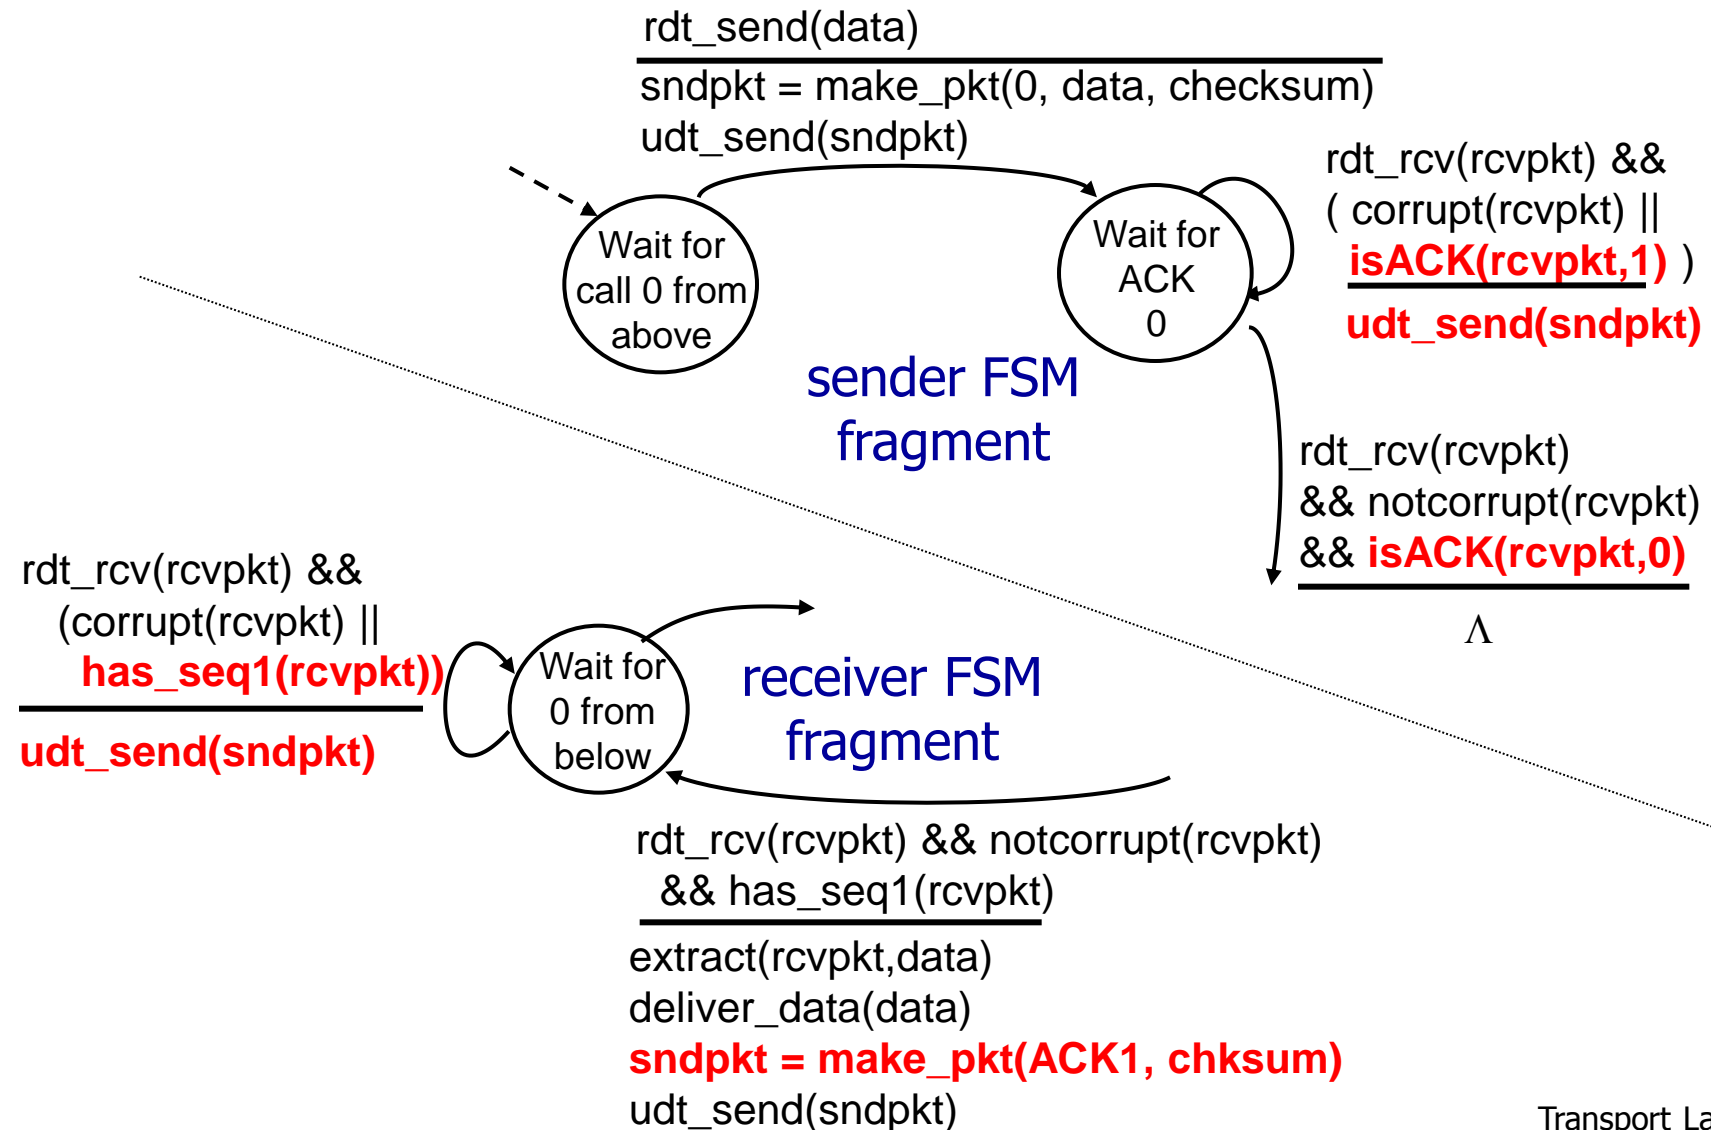 rdt_send(data)
sndpkt = make_pkt(0, data, checksum)
udt_send(sndpkt)
Wait for
call 0 from
above
Wait for
ACK
0
rdt_rcv(rcvpkt) &&
( corrupt(rcvpkt) ||
isACK(rcvpkt,1) )
udt_send(sndpkt)
sender FSM
fragment
rdt_rcv(rcvpkt)
&& notcorrupt(rcvpkt)
&& isACK(rcvpkt,0)
Λ
rdt_rcv(rcvpkt) &&
(corrupt(rcvpkt) ||
has_seq1(rcvpkt))
udt_send(sndpkt)
Wait for
0 from
below
receiver FSM
fragment
rdt_rcv(rcvpkt) && notcorrupt(rcvpkt)
&& has_seq1(rcvpkt)
extract(rcvpkt,data)
deliver_data(data)
sndpkt = make_pkt(ACK1, chksum)
udt_send(sndpkt)
Transport La